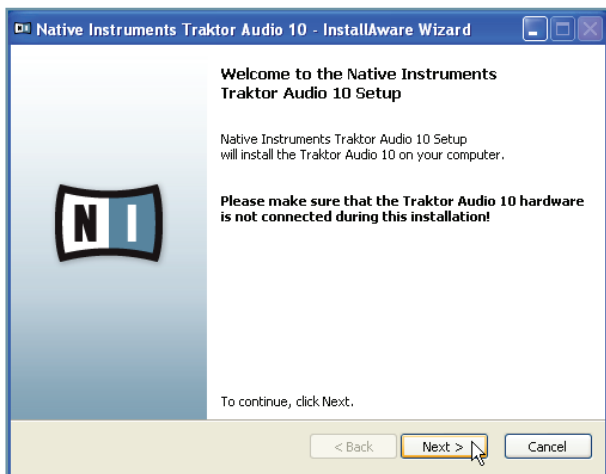 Native Instruments Traktor Audio 10 - InstallAware Wizard
Welcome to the Native Instruments
Traktor Audio 10 Setup
Native Instruments Traktor Audio 10 Setup
will install the Traktor Audio 10 on your computer.
Please make sure that the Traktor Audio 10 hardware
is not connected during this installation!
N I
To continue, click Next.
< Back Next > Cancel